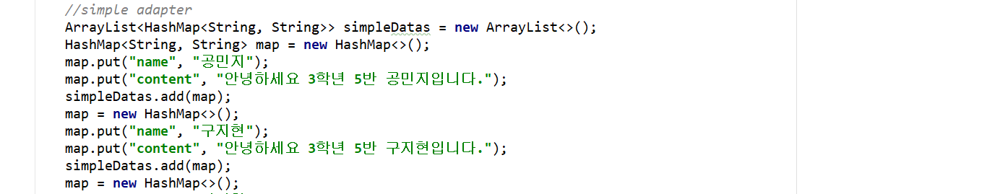 //simple adapter
ArrayList<HashMap<String, String>> simpleDatas = new ArrayList<>();
HashMap<String, String> map = new HashMap<>();
map.put("name", "공민지");
map.put("content", "안녕하세요 3학년 5반 공민지입니다.");
simpleDatas.add(map);
map = new HashMap<>();
map.put("name", "구지현");
map.put("content", "안녕하세요 3학년 5반 구지현입니다.");
simpleDatas.add(map);
map = new HashMap<>();